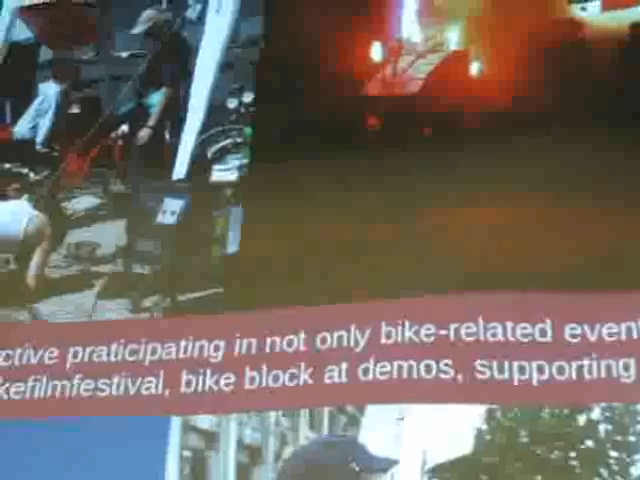 ctive praticipating in not only bike-related event
kefilmfestival, bike block at demos, supporting